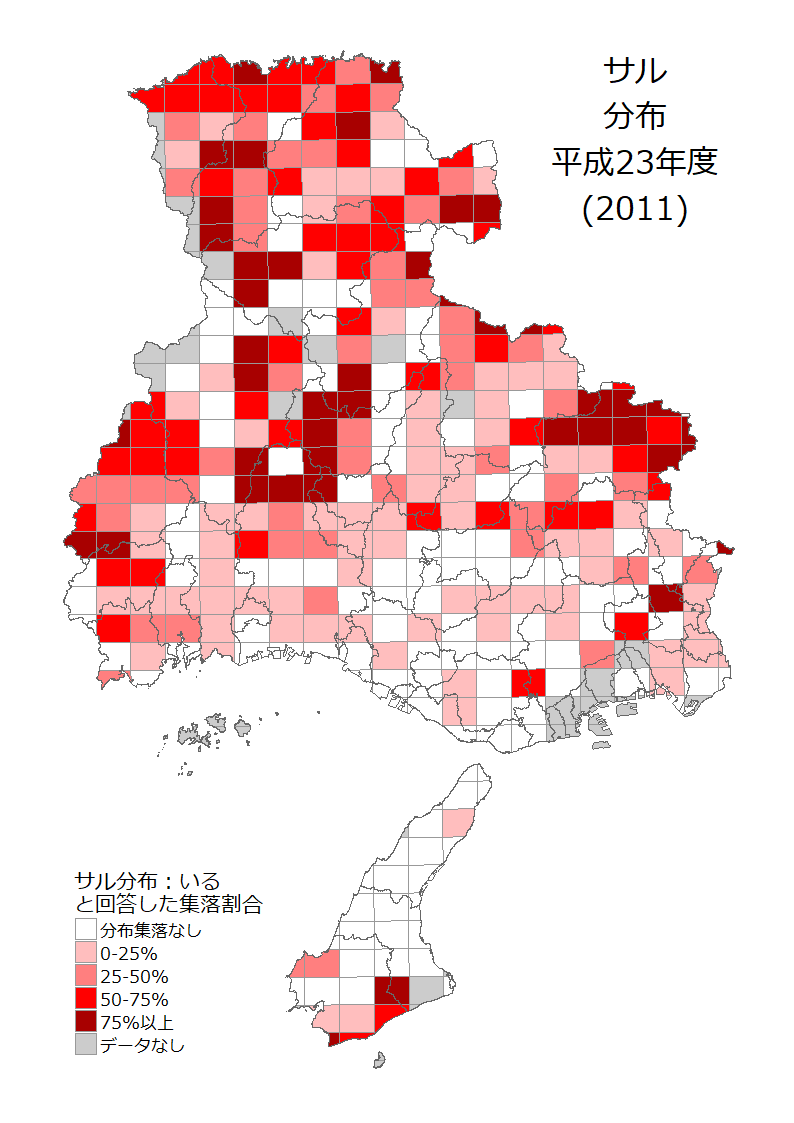 サル
分布
平成23年度
(2011)
サル分布：いる
と回答した集落割合
分布集落なし
0-25%
25-50%
50-75%
75%以上
データなし